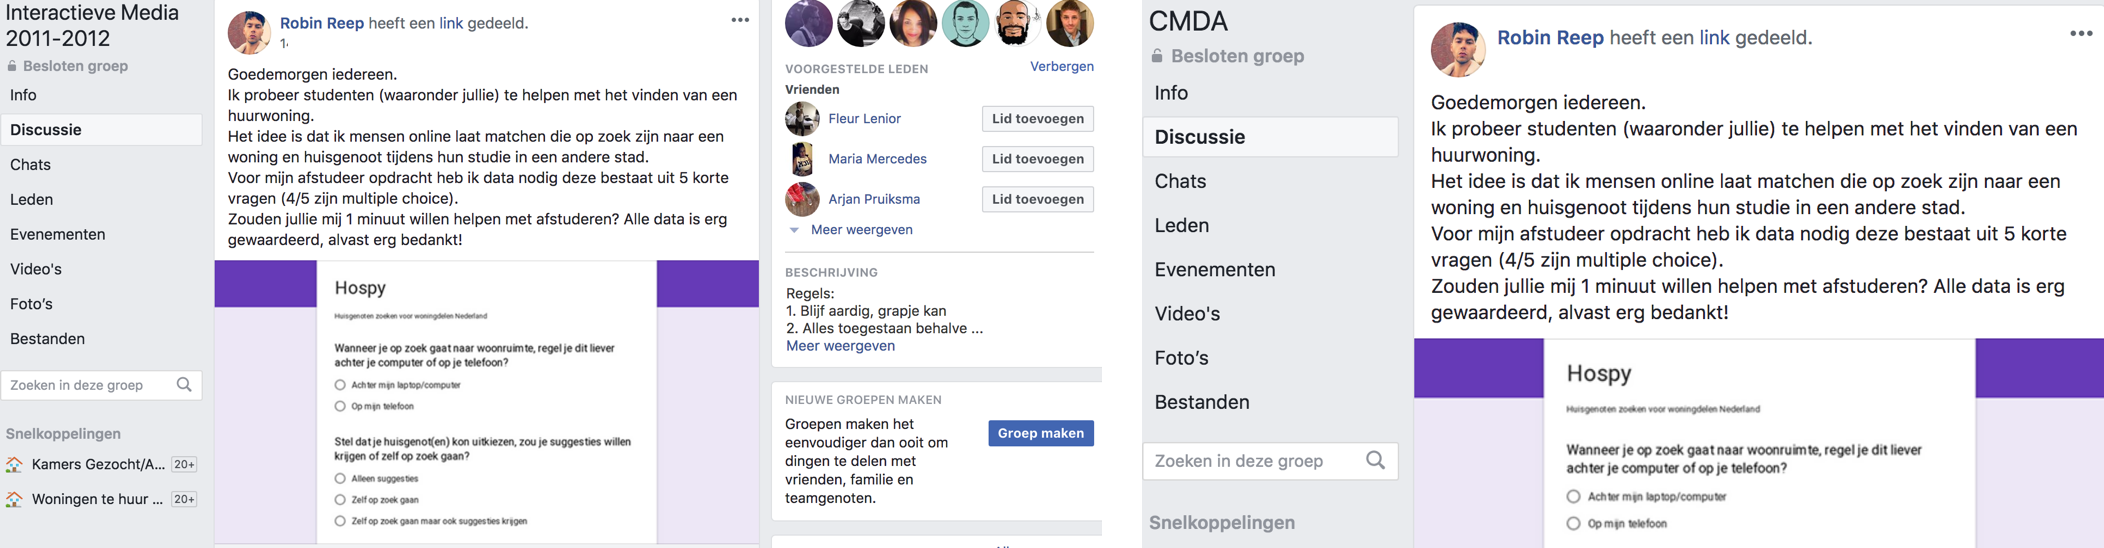 Interactieve Media
2011-2012
Besloten groep
Info
Discussie
Chats
Leden
Evenementen
Video's
Foto's
Bestanden
Zoeken in deze groep
Snelkoppelingen
Kamers Gezocht/A... 20+
Woningen te huur ... 20+
Robin Reep heeft een link gedeeld.
Goedemorgen iedereen.
Ik probeer studenten (waaronder jullie) te helpen met het vinden van een
huurwoning.
Het idee is dat ik mensen online laat matchen die op zoek zijn naar een
woning en huisgenoot tijdens hun studie in een andere stad.
Voor mijn afstudeer opdracht heb ik data nodig deze bestaat uit 5 korte
vragen (4/5 zijn multiple choice).
Zouden jullie mij 1 minuut willen helpen met afstuderen? Alle data is erg
gewaardeerd, alvast erg bedankt!
Hospy
Huisgenoten zoeken voor woningdelen Nederland
Wanneer je op zoek gaat naar woonruimte, regel je dit liever
achter je computer of op je telefoon?
Achter mijn laptop/computer
Op mijn telefoon
Stel dat je huisgenot(en) kon uitkiezen, zou je suggesties willen
krijgen of zelf op zoek gaan?
Alleen suggesties
Zelf op zoek gaan
Zelf op zoek gaan maar ook suggesties krijgen
VOORGESTELDE LEDEN Verbergen
Vrienden
Fleur Lenior Lid toevoegen
Maria Mercedes Lid toevoegen
Arjan Pruiksma Lid toevoegen
Meer weergeven
BESCHRIJVING
Regels:
1. Blijf aardig, grapje kan
2. Alles toegestaan behalve ...
Meer weergeven
NIEUWE GROEPEN MAKEN
Groepen maken het
eenvoudiger dan ooit om
dingen te delen met
vrienden, familie en
teamgenoten.
Groep maken
CMDA
Besloten groep
Info
Discussie
Chats
Leden
Evenementen
Video's
Foto's
Bestanden
Zoeken in deze groep
Snelkoppelingen
Robin Reep heeft een link gedeeld.
Goedemorgen iedereen.
Ik probeer studenten (waaronder jullie) te helpen met het vinden van een
huurwoning.
Het idee is dat ik mensen online laat matchen die op zoek zijn naar een
woning en huisgenoot tijdens hun studie in een andere stad.
Voor mijn afstudeer opdracht heb ik data nodig deze bestaat uit 5 korte
vragen (4/5 zijn multiple choice).
Zouden jullie mij 1 minuut willen helpen met afstuderen? Alle data is erg
gewaardeerd, alvast erg bedankt!
Hospy
Huisgenoten zoeken voor woningdelen Nederland
Wanneer je op zoek gaat naar woonruimte, regel je dit liever
achter je computer of op je telefoon?
Achter mijn laptop/computer
Op mijn telefoon